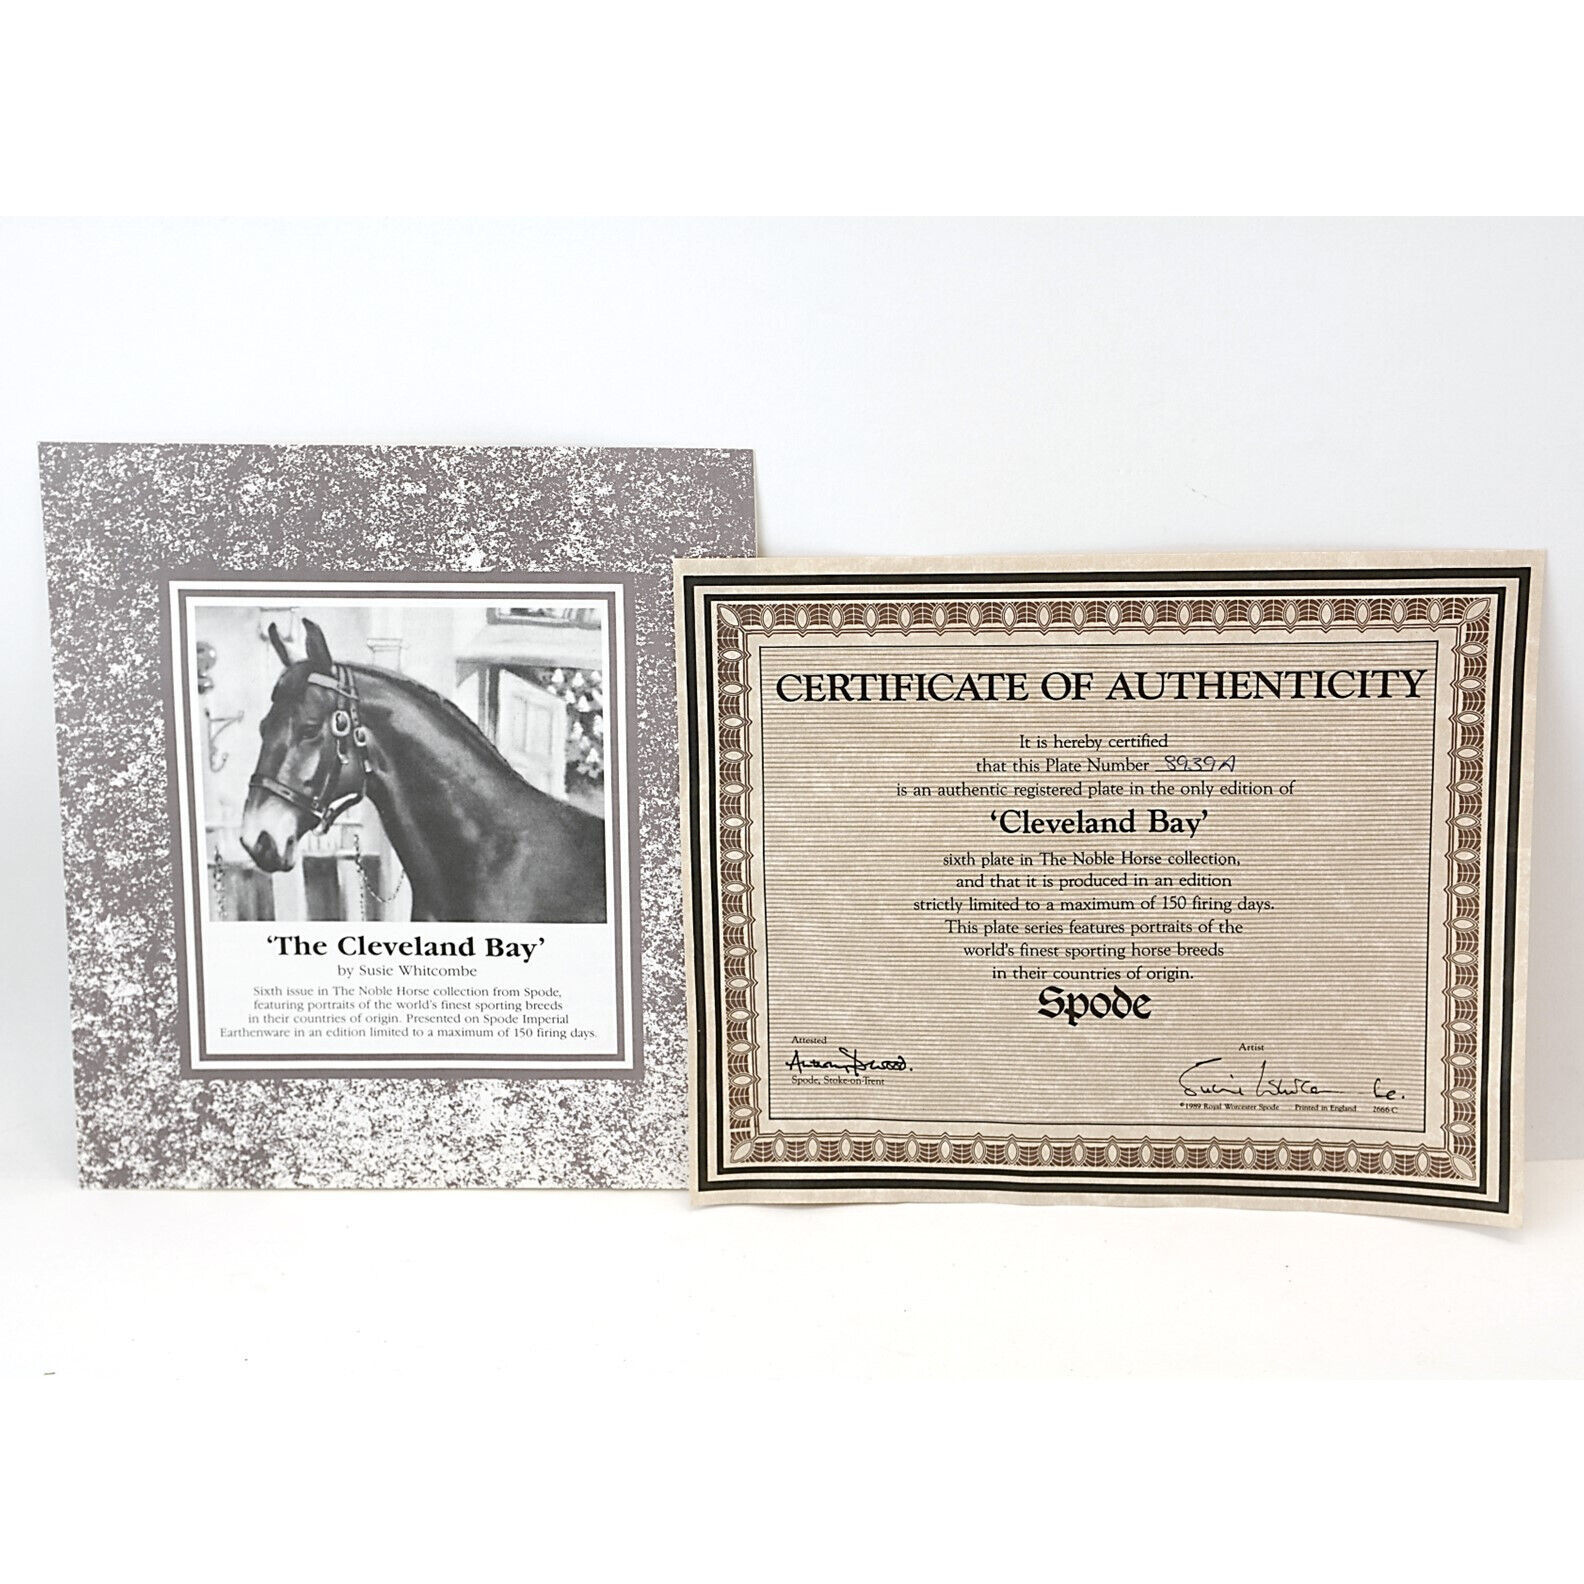 ‘The Cleveland Bay’
by Susie Whitcombe
Sixth issue in The Noble Horse collection from Spode,
featuring portraits of the world's finest sporting breeds
in their countries of origin. Presented on Spode Imperial
Earthenware in an edition limited to a maximum of 150 firing days.
CERTIFICATE OF AUTHENTICITY
It is hereby certified
that this Plate Number 8939A
is an authentic registered plate in the only edition of
‘Cleveland Bay’
sixth plate in The Noble Horse collection,
and that it is produced in an edition
strictly limited to a maximum of 150 firing days.
This plate series features portraits of the
world's finest sporting horse breeds
in their countries of origin.
Spode
Attested
Spode, Stoke-on-Trent
Artist
Susie Whitcombe
©1989 Royal Worcester Spode Printed in England 2666-C